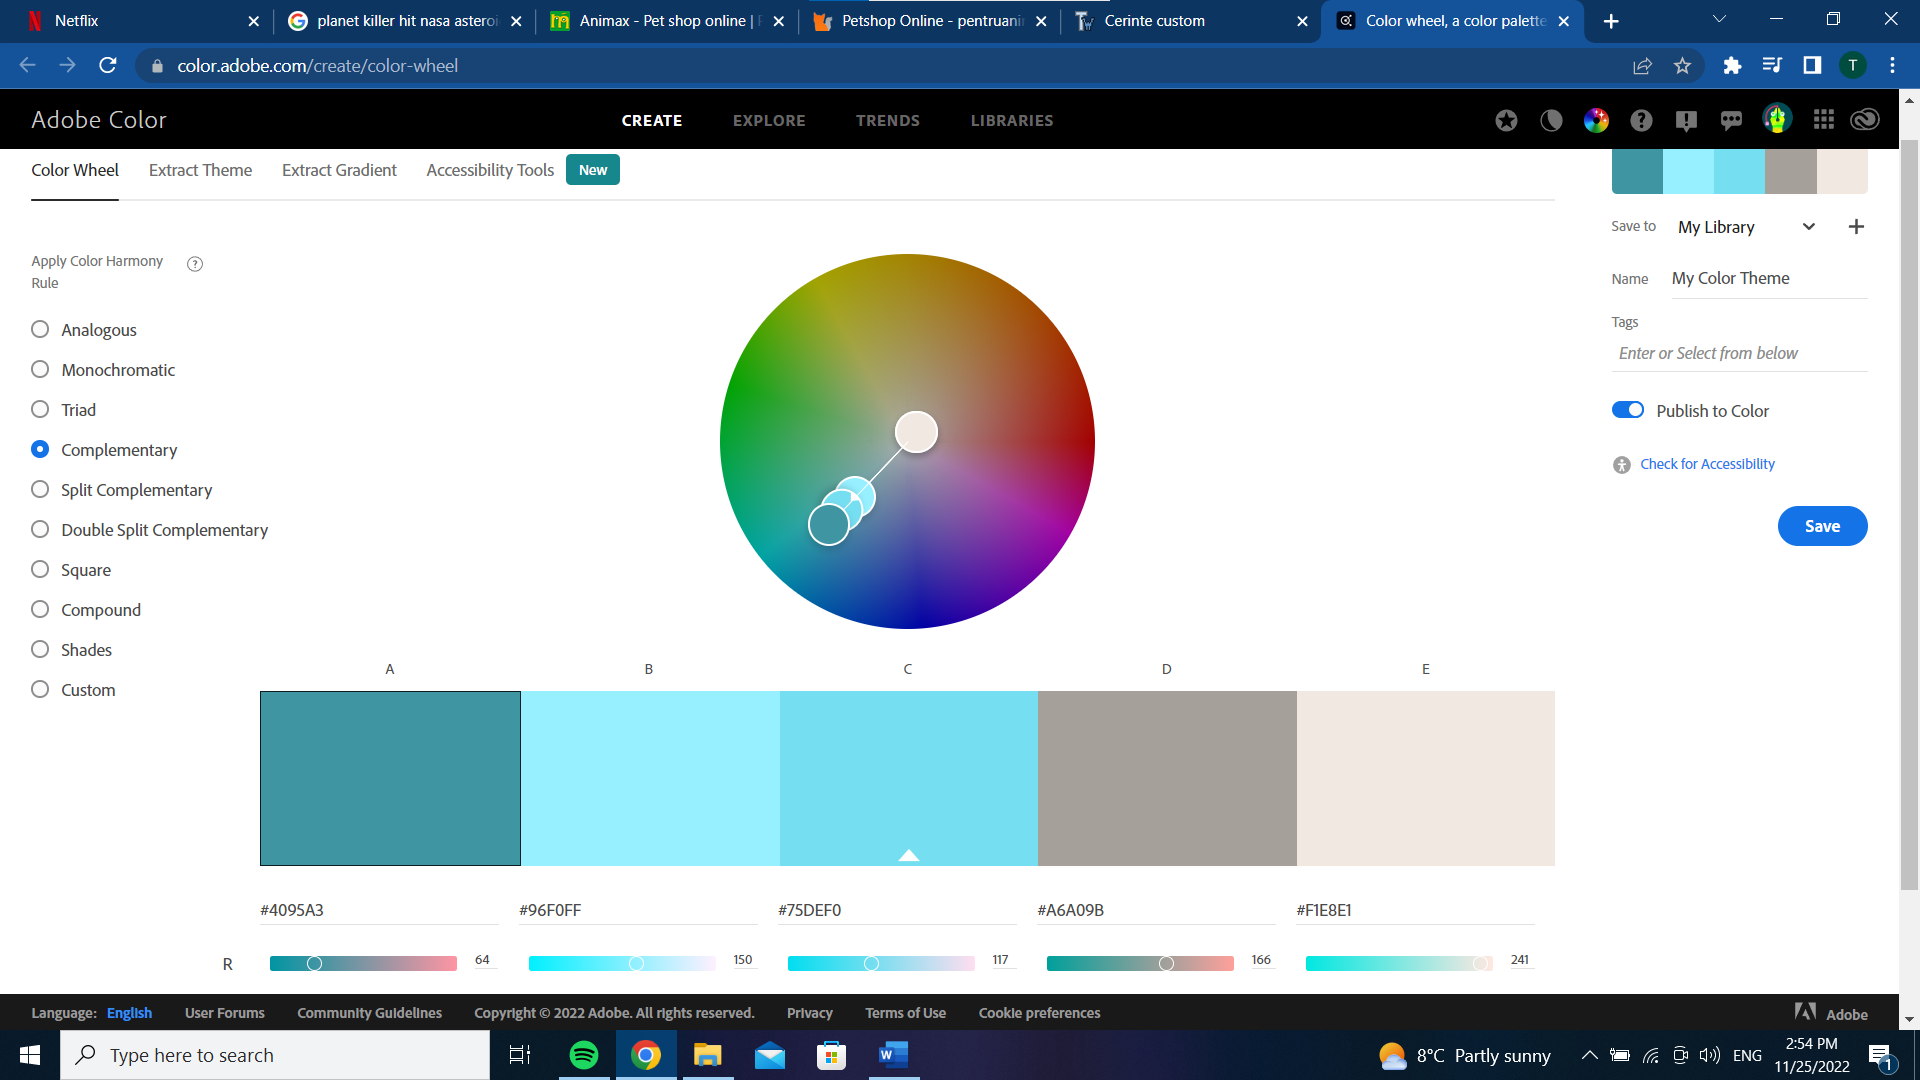 Netflix
planet killer hit nasa asteroi
Animax - Pet shop online |
Petshop Online - pentruanin
Cerinte custom
Color wheel, a color palette
color.adobe.com/create/color-wheel
T
Adobe Color
CREATE
EXPLORE
TRENDS
LIBRARIES
Color Wheel
Extract Theme
Extract Gradient
Accessibility Tools
New
Save to
My Library
Apply Color Harmony
Rule
Name
My Color Theme
Tags
Enter or Select from below
Analogous
Monochromatic
Triad
Complementary
Split Complementary
Double Split Complementary
Square
Compound
Shades
Custom
Publish to Color
Check for Accessibility
Save
A
B
C
D
E
#4095A3
#96F0FF
#75DEF0
#A6A09B
#F1E8E1
R
64
150
117
166
241
Language: English
User Forums
Community Guidelines
Copyright © 2022 Adobe. All rights reserved.
Privacy
Terms of Use
Cookie preferences
Adobe
Type here to search
8°C Partly sunny
ENG
2:54 PM
11/25/2022
1